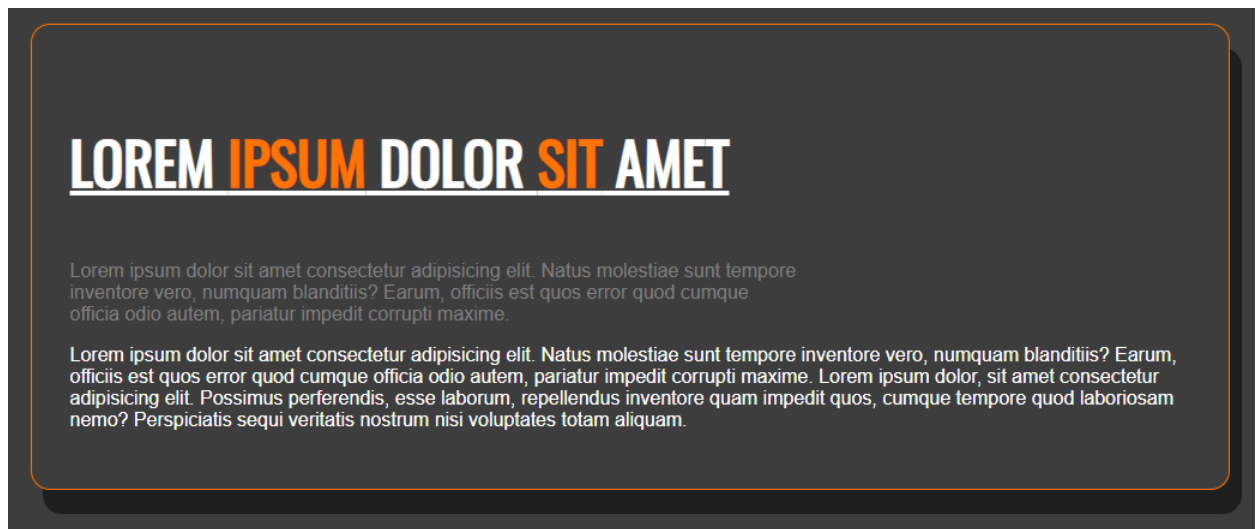 LOREM IPSUM DOLOR SIT AMET
Lorem ipsum dolor sit amet consectetur adipisicing elit. Natus molestiae sunt tempore
inventore vero, numquam blanditiis? Earum, officiis est quos error quod cumque
officia odio autem, pariatur impedit corrupti maxime.
Lorem ipsum dolor sit amet consectetur adipisicing elit. Natus molestiae sunt tempore inventore vero, numquam blanditiis? Earum,
officiis est quos error quod cumque officia odio autem, pariatur impedit corrupti maxime. Lorem ipsum dolor, sit amet consectetur
adipisicing elit. Possimus perferendis, esse laborum, repellendus inventore quam impedit quos, cumque tempore quod laboriosam
nemo? Perspiciatis sequi veritatis nostrum nisi voluptates totam aliquam.